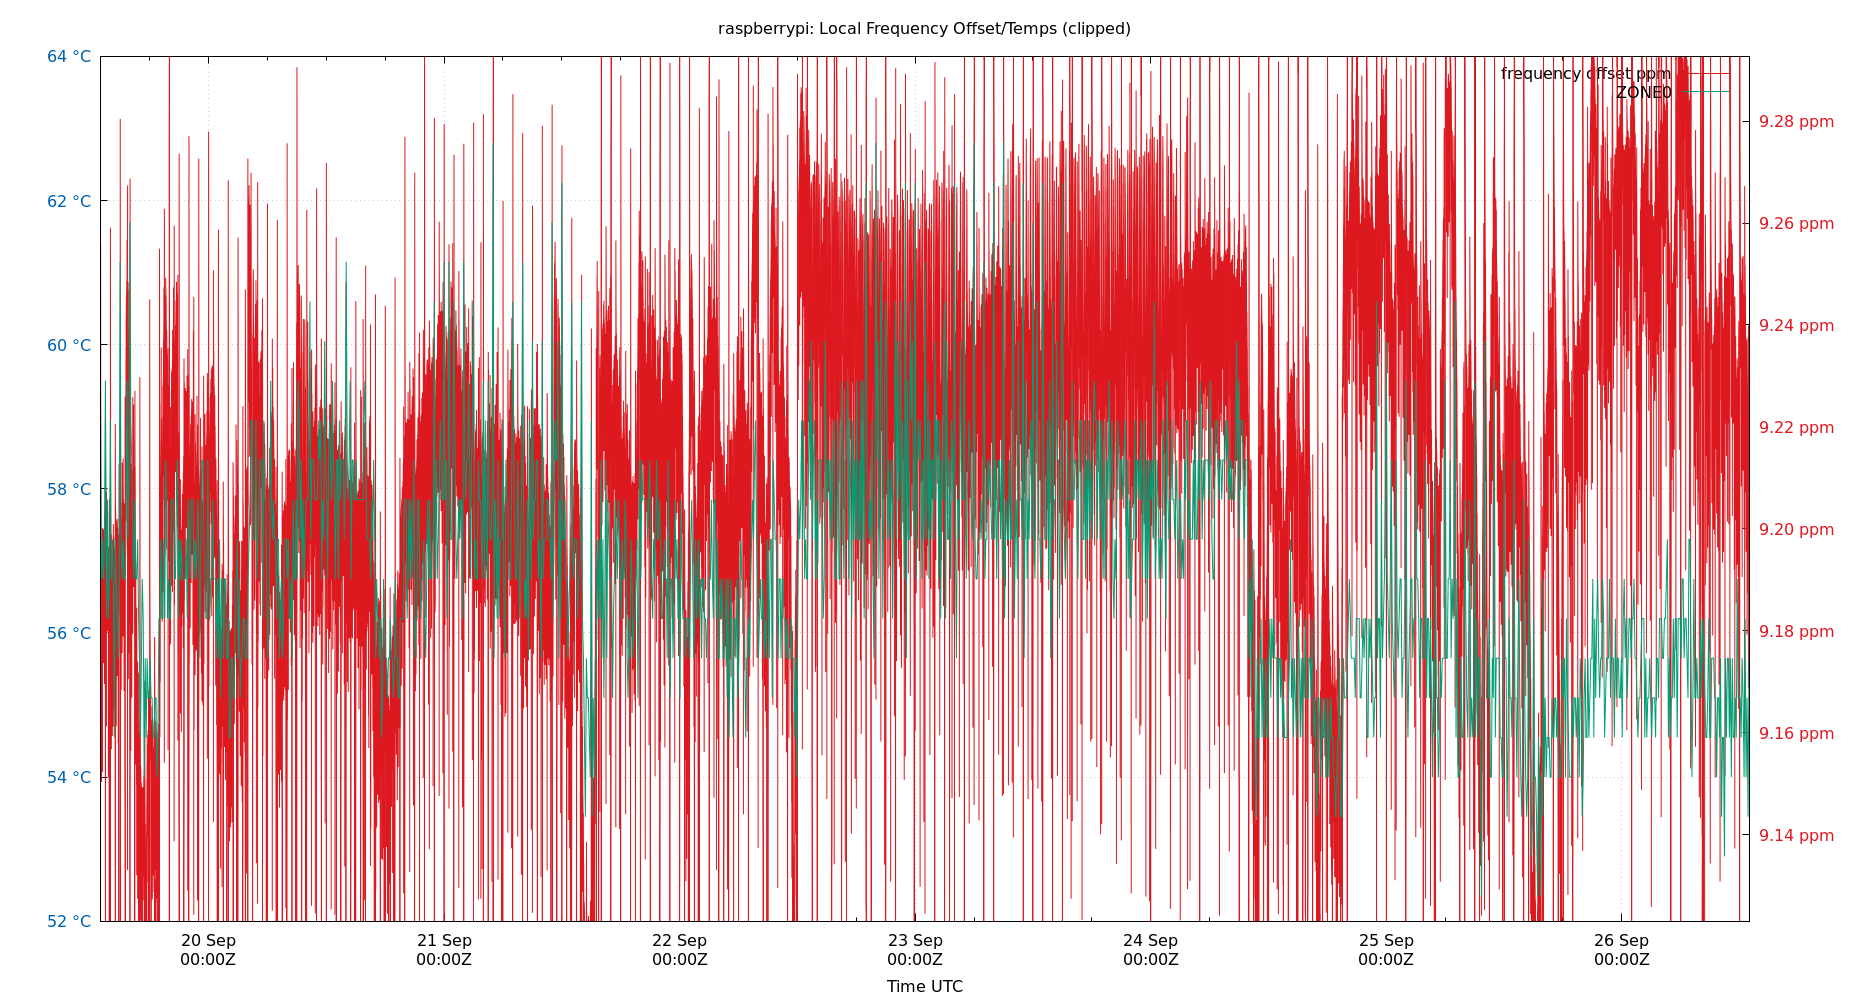 raspberrypi: Local Frequency Offset/Temps (clipped)
64 °C
62 °C
60 °C
58 °C
56 °C
54 °C
52 °C
frequency offset ppm
ZONE0
9.28 ppm
9.26 ppm
9.24 ppm
9.22 ppm
9.20 ppm
9.18 ppm
9.16 ppm
9.14 ppm
20 Sep 21 Sep 22 Sep 23 Sep 24 Sep 25 Sep 26 Sep
00:00Z 00:00Z 00:00Z 00:00Z 00:00Z 00:00Z 00:00Z
Time UTC